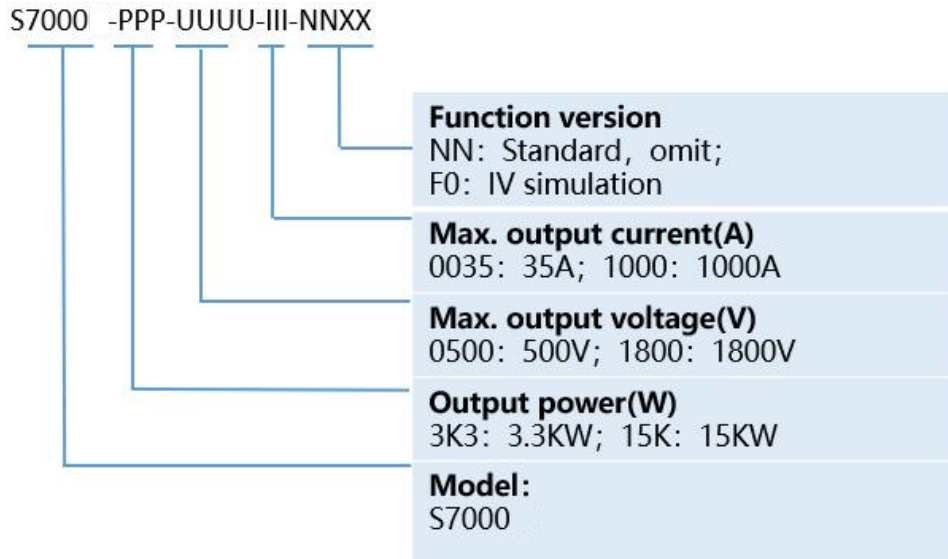 S7000 -PPP-UUUU-III-NNXX
Function version
NN: Standard, omit;
F0: IV simulation
Max. output current(A)
0035: 35A; 1000: 1000A
Max. output voltage(V)
0500: 500V; 1800: 1800V
Output power(W)
3K3: 3.3KW; 15K: 15KW
Model:
S7000